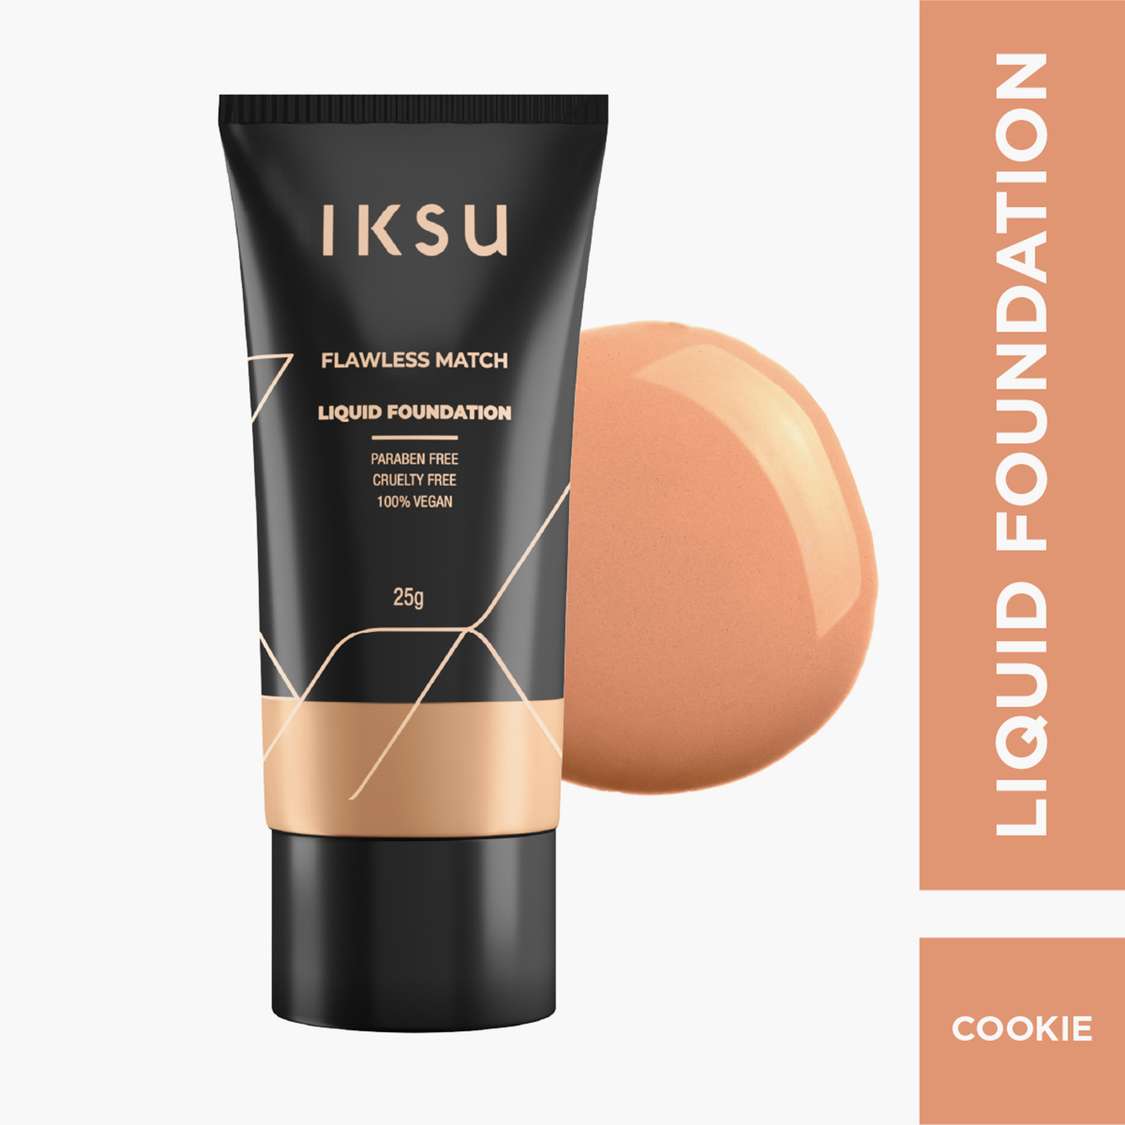 IKSU
FLAWLESS MATCH
LIQUID FOUNDATION
PARABEN FREE
CRUELTY FREE
100% VEGAN
25g
LIQUID FOUNDATION
COOKIE